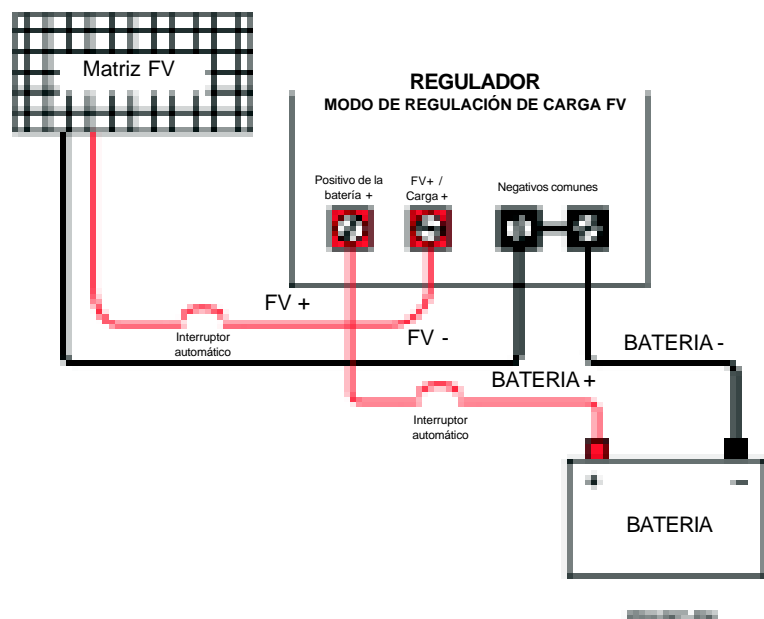 Matriz FV
REGULADOR
MODO DE REGULACIÓN DE CARGA FV
Positivo de la
batería +
FV+ /
Carga +
Negativos comunes
FV +
Interruptor
automático
FV -
BATERIA -
BATERIA +
Interruptor
automático
+
-
BATERIA